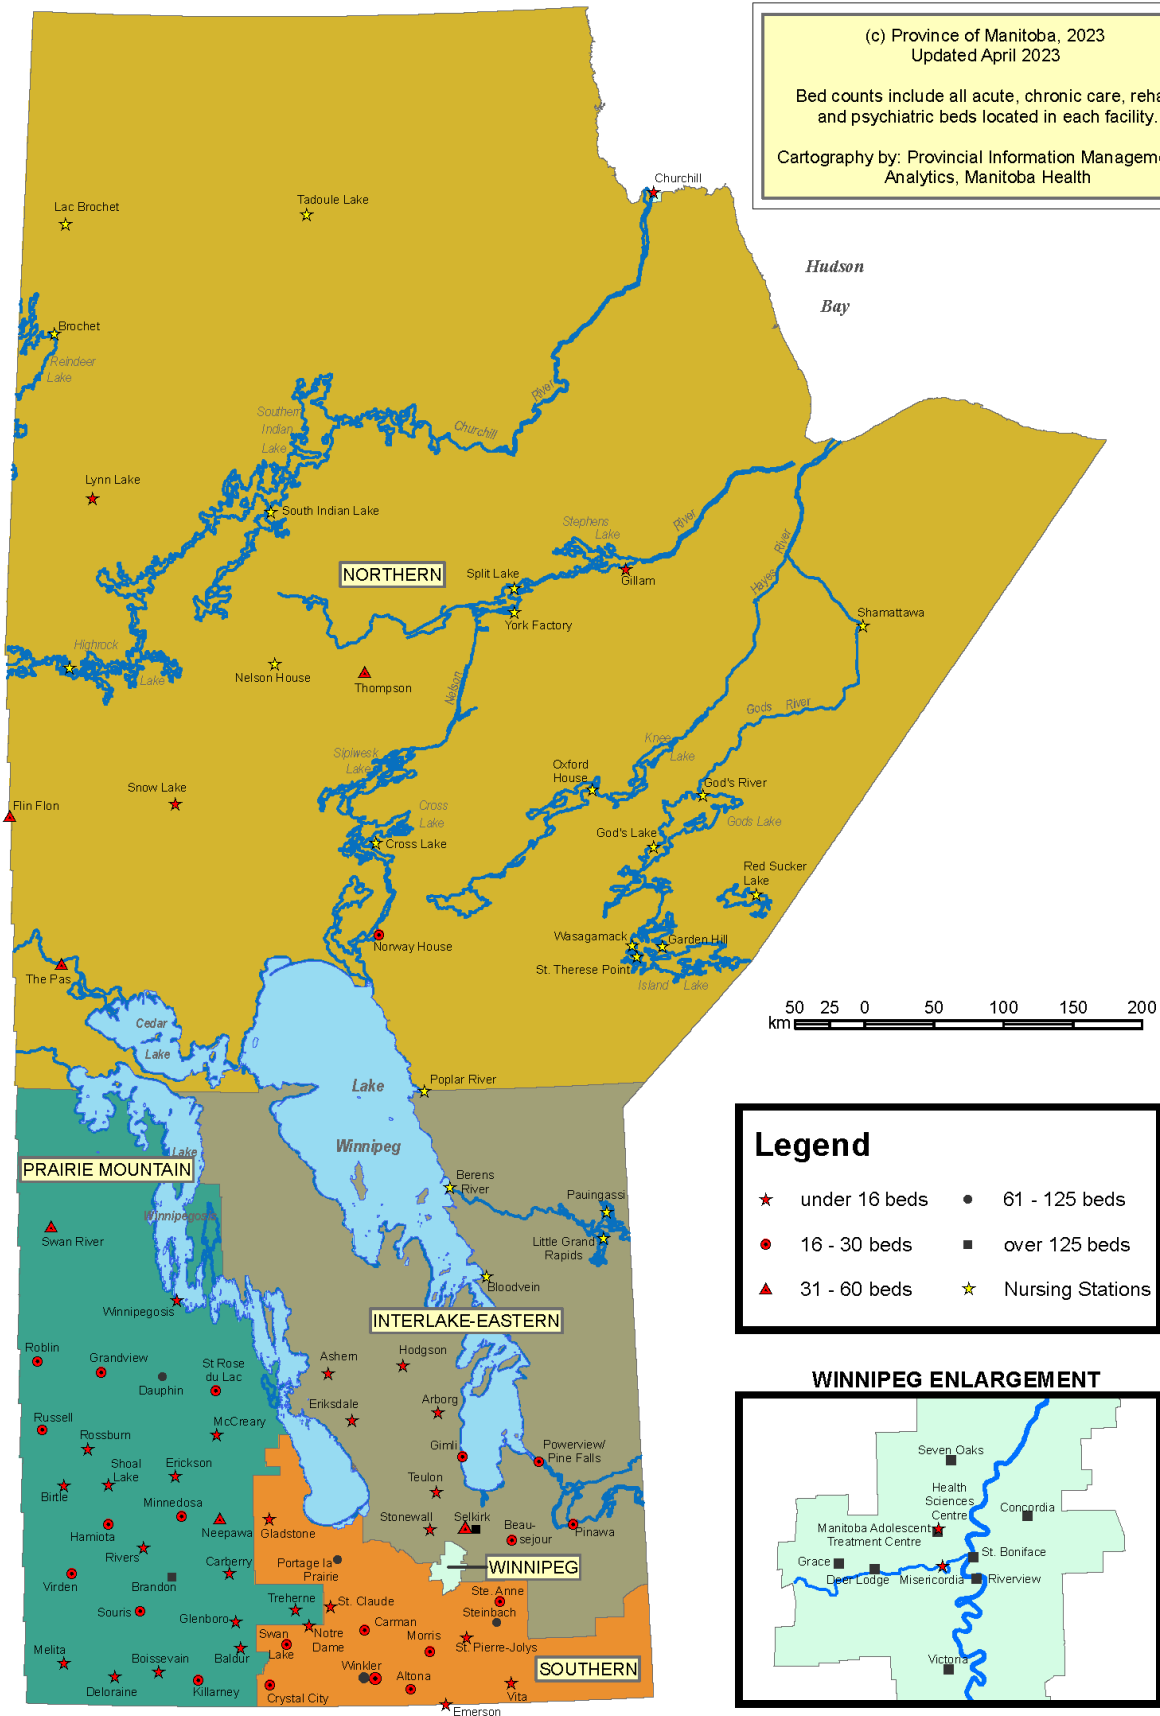 (c) Province of Manitoba, 2023
Updated April 2023
Bed counts include all acute, chronic care, reha
and psychiatric beds located in each facility.
Cartography by: Provincial Information Manageme
Analytics, Manitoba Health
Churchill
Lac Brochet
Tadoule Lake
Hudson
Bay
Brochet
Reindeer
Lake
Southern
Indian
Lake
River
Churchill
Lynn Lake
South Indian Lake
Stephens
Lake
River
River
Hayes
NORTHERN
Split Lake
Gillam
York Factory
Shamattawa
Highrock
Lake
Nelson House
Thompson
Nelson
Gods River
Sipiwesk
Lake
Knee
Lake
Oxford
House
God's River
Gods Lake
Snow Lake
Flin Flon
Cross
Lake
Cross Lake
God's Lake
Red Sucker
Lake
Norway House
Wasagamack
Garden Hill
St. Therese Point
Island Lake
The Pas
50 25 0 50 100 150 200
km
Cedar
Lake
Lake
Winnipeg
Poplar River
Lake
Winnipegosis
PRAIRIE MOUNTAIN
Berens
River
Pauingassi
Little Grand
Rapids
Swan River
Bloodvein
Winnipegosis
INTERLAKE-EASTERN
Legend
under 16 beds
61 - 125 beds
16 - 30 beds
over 125 beds
31 - 60 beds
Nursing Stations
Roblin
Grandview
Dauphin
St Rose
du Lac
Ashern
Hodgson
Eriksdale
Arborg
Russell
Rossburn
McCreary
Gimli
Powerview/
Pine Falls
Shoal
Lake
Erickson
Birtle
Teulon
Minnedosa
Stonewall
Selkirk
Hamiota
Neepawa
Gladstone
Beau-
sejour
Pinawa
Rivers
Carberry
Portage la
Prairie
WINNIPEG
Virden
Brandon
Ste. Anne
Steinbach
Treherne
St. Claude
Souris
Glenboro
Notre
Dame
Carman
Swan
Lake
Morris
St. Pierre-Jolys
Melita
Boissevain
Baldur
Winkler
Altona
SOUTHERN
Deloraine
Killarney
Crystal City
Vita
Emerson
WINNIPEG ENLARGEMENT
Seven Oaks
Health
Sciences
Centre
Concordia
Manitoba Adolescent
Treatment Centre
Grace
Deer Lodge
Misericordia
St. Boniface
Riverview
Victoria